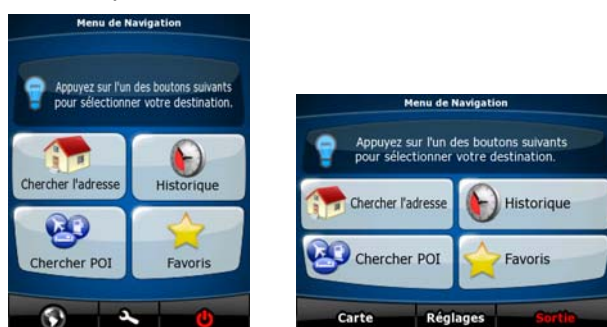 Menu de Navigation
Appuyez sur l'un des boutons suivants
pour sélectionner votre destination.
Chercher l'adresse
Historique
Chercher POI
Favoris
Menu de Navigation
Appuyez sur l'un des boutons suivants
pour sélectionner votre destination.
Chercher l'adresse
Historique
Chercher POI
Favoris
Carte
Réglages
Sortie